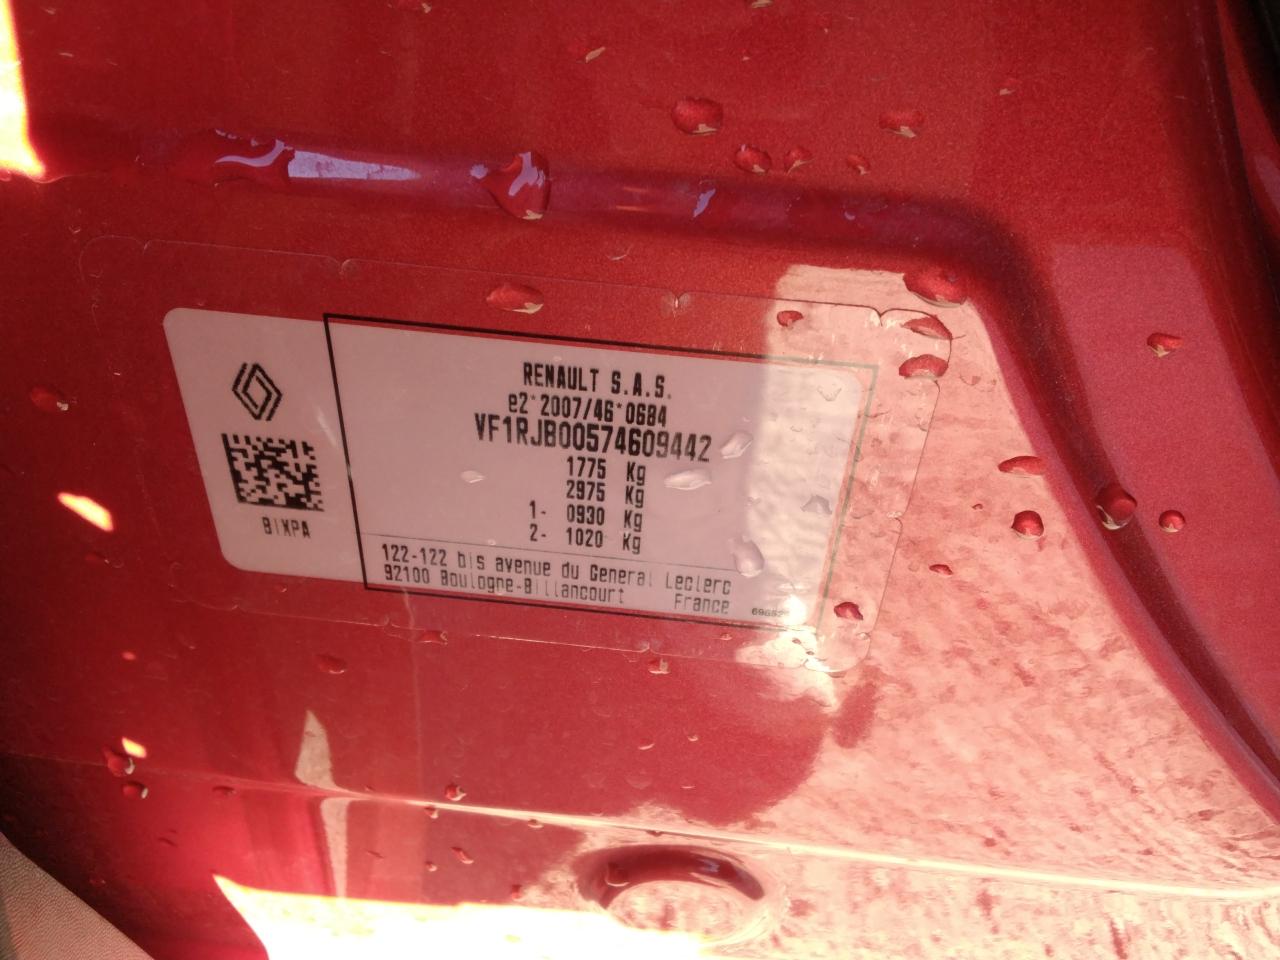 RENAULT S.A.S.
e2*2007/46*0684
VF1RJB00574609442
1775 Kg
2975 Kg
1- 0930 Kg
2- 1020 Kg
BIXPA
122-122 bis avenue du General Leclerc
92100 Boulogne-Billancourt France